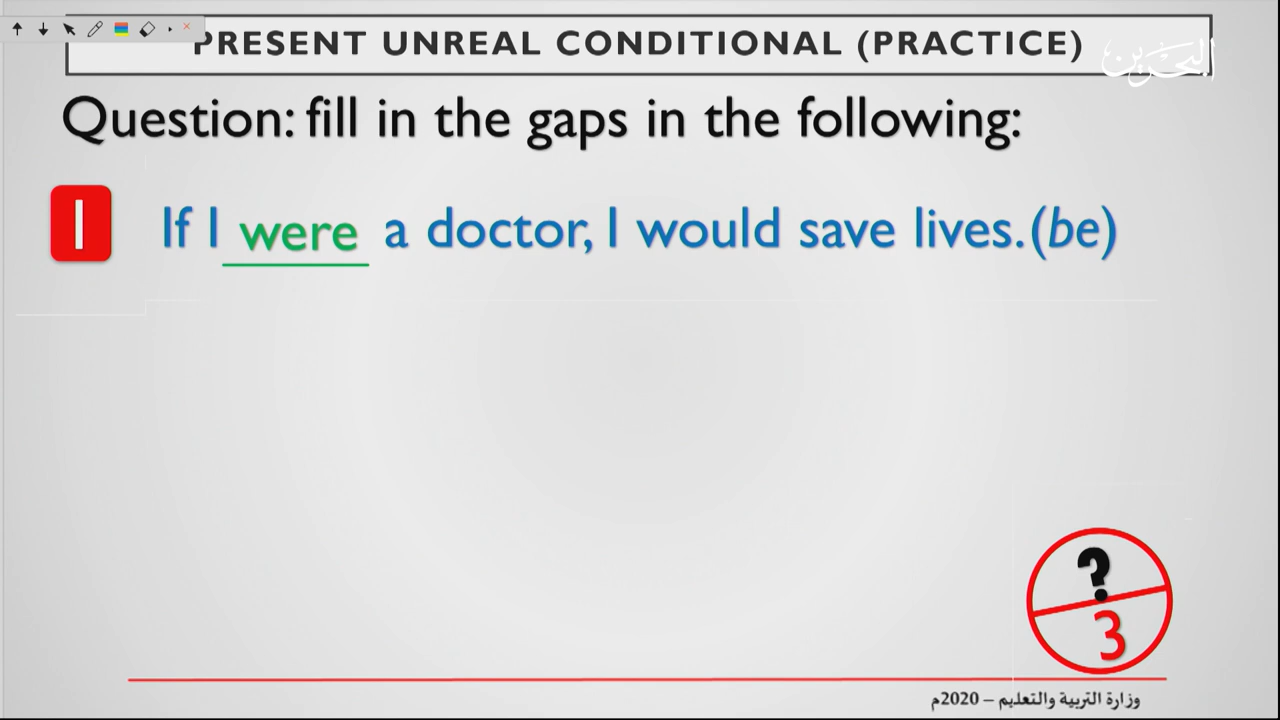 PRESENT UNREAL CONDITIONAL (PRACTICE)
البحرين
Question: fill in the gaps in the following:
1 If I were a doctor, I would save lives.(be)
?
3
وزارة التربية والتعليم – 2020م